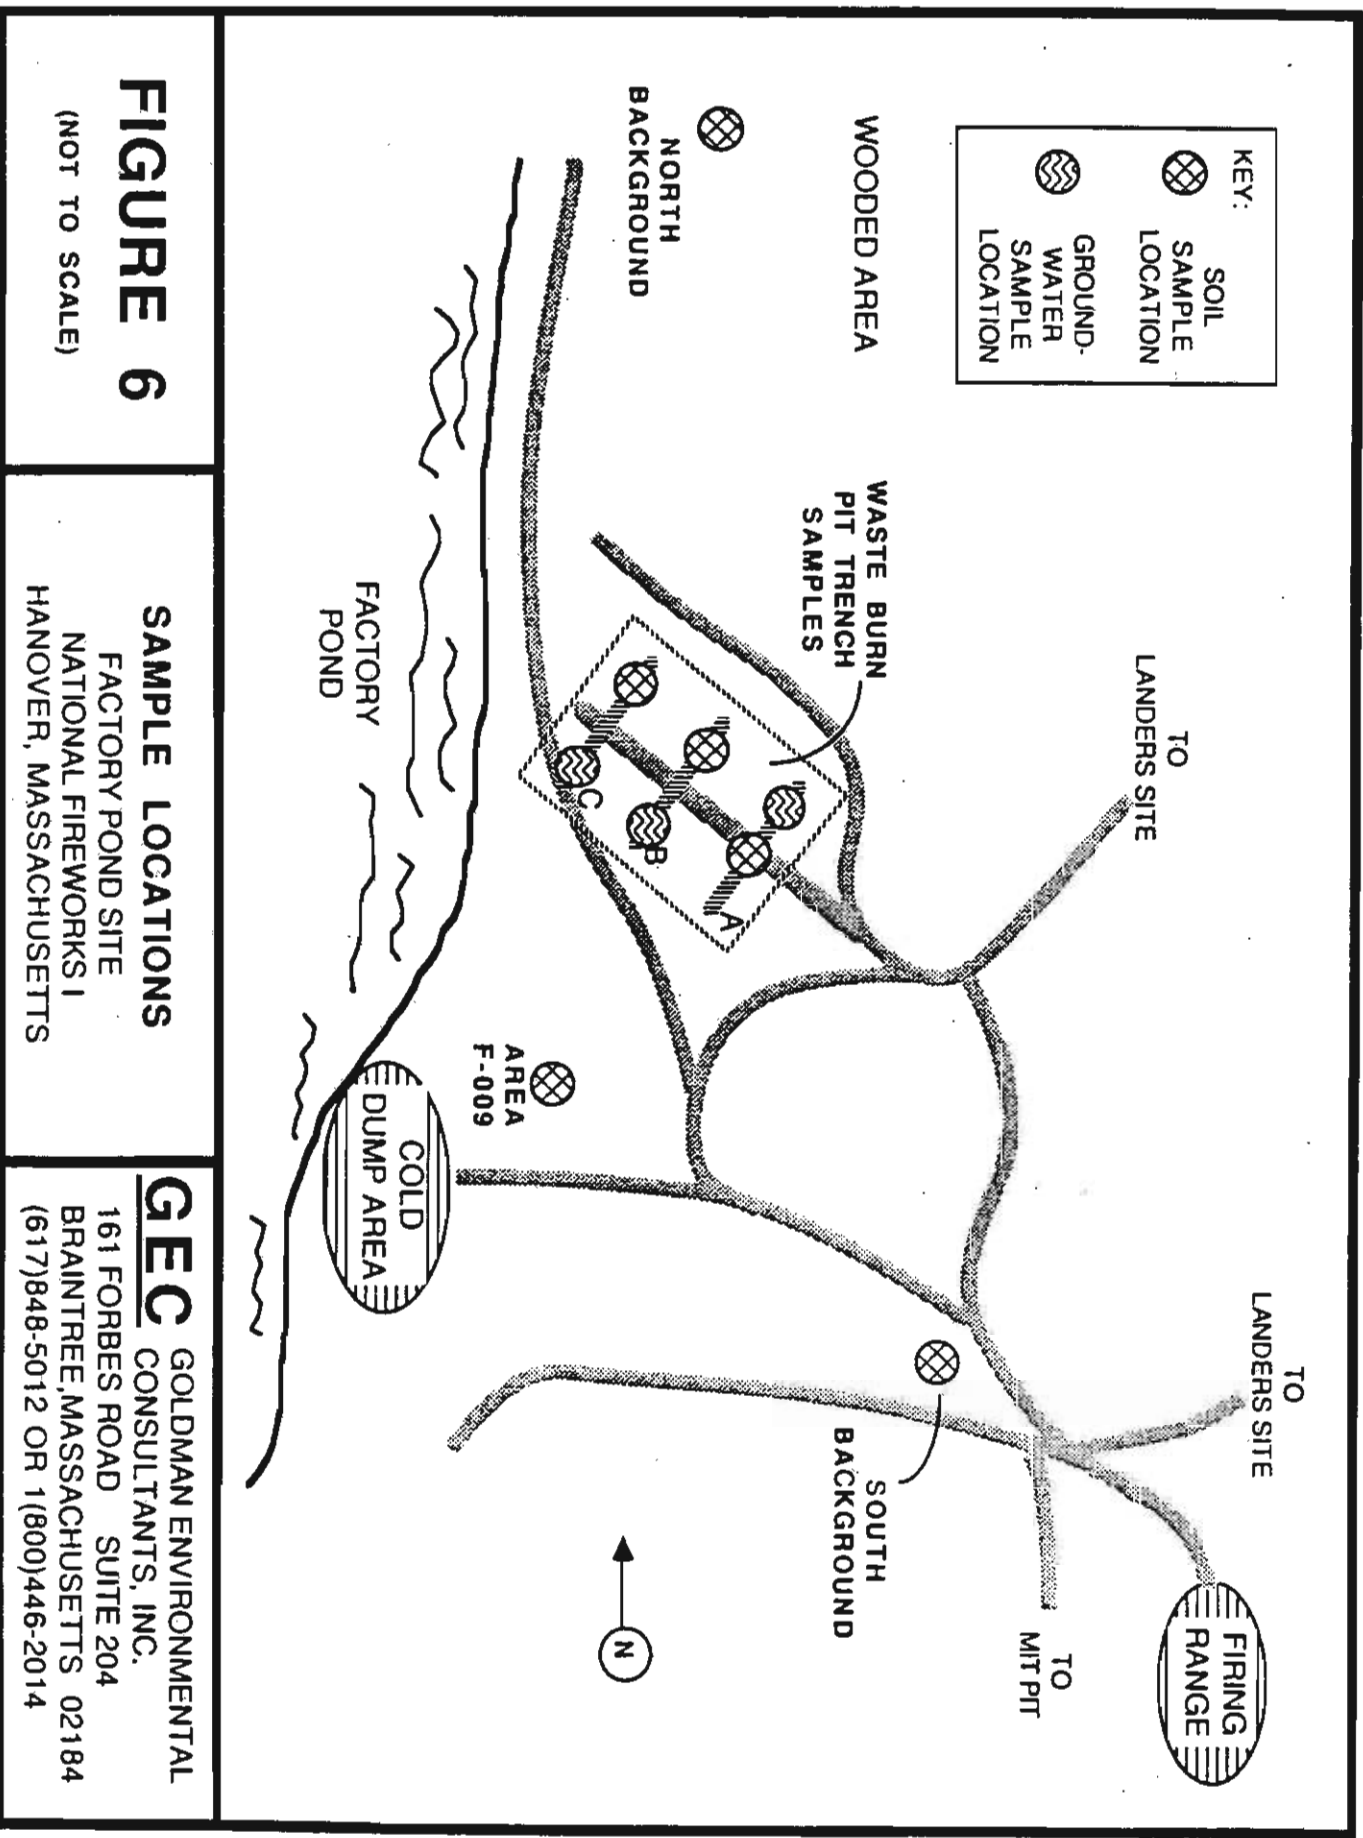 KEY:
SOIL
SAMPLE
LOCATION
GROUND-
WATER
SAMPLE
LOCATION
WOODED AREA
NORTH
BACKGROUND
WASTE BURN
PIT TRENCH
SAMPLES
TO
LANDERS SITE
TO
LANDERS SITE
FIRING
RANGE
TO
MIT PIT
SOUTH
BACKGROUND
A
B
C
AREA
F-009
COLD
DUMP AREA
FACTORY
POND
N
FIGURE 6
(NOT TO SCALE)
SAMPLE LOCATIONS
FACTORY POND SITE
NATIONAL FIREWORKS I
HANOVER, MASSACHUSETTS
GEC GOLDMAN ENVIRONMENTAL
CONSULTANTS, INC.
161 FORBES ROAD SUITE 204
BRAINTREE, MASSACHUSETTS 02184
(617)848-5012 OR 1(800)446-2014